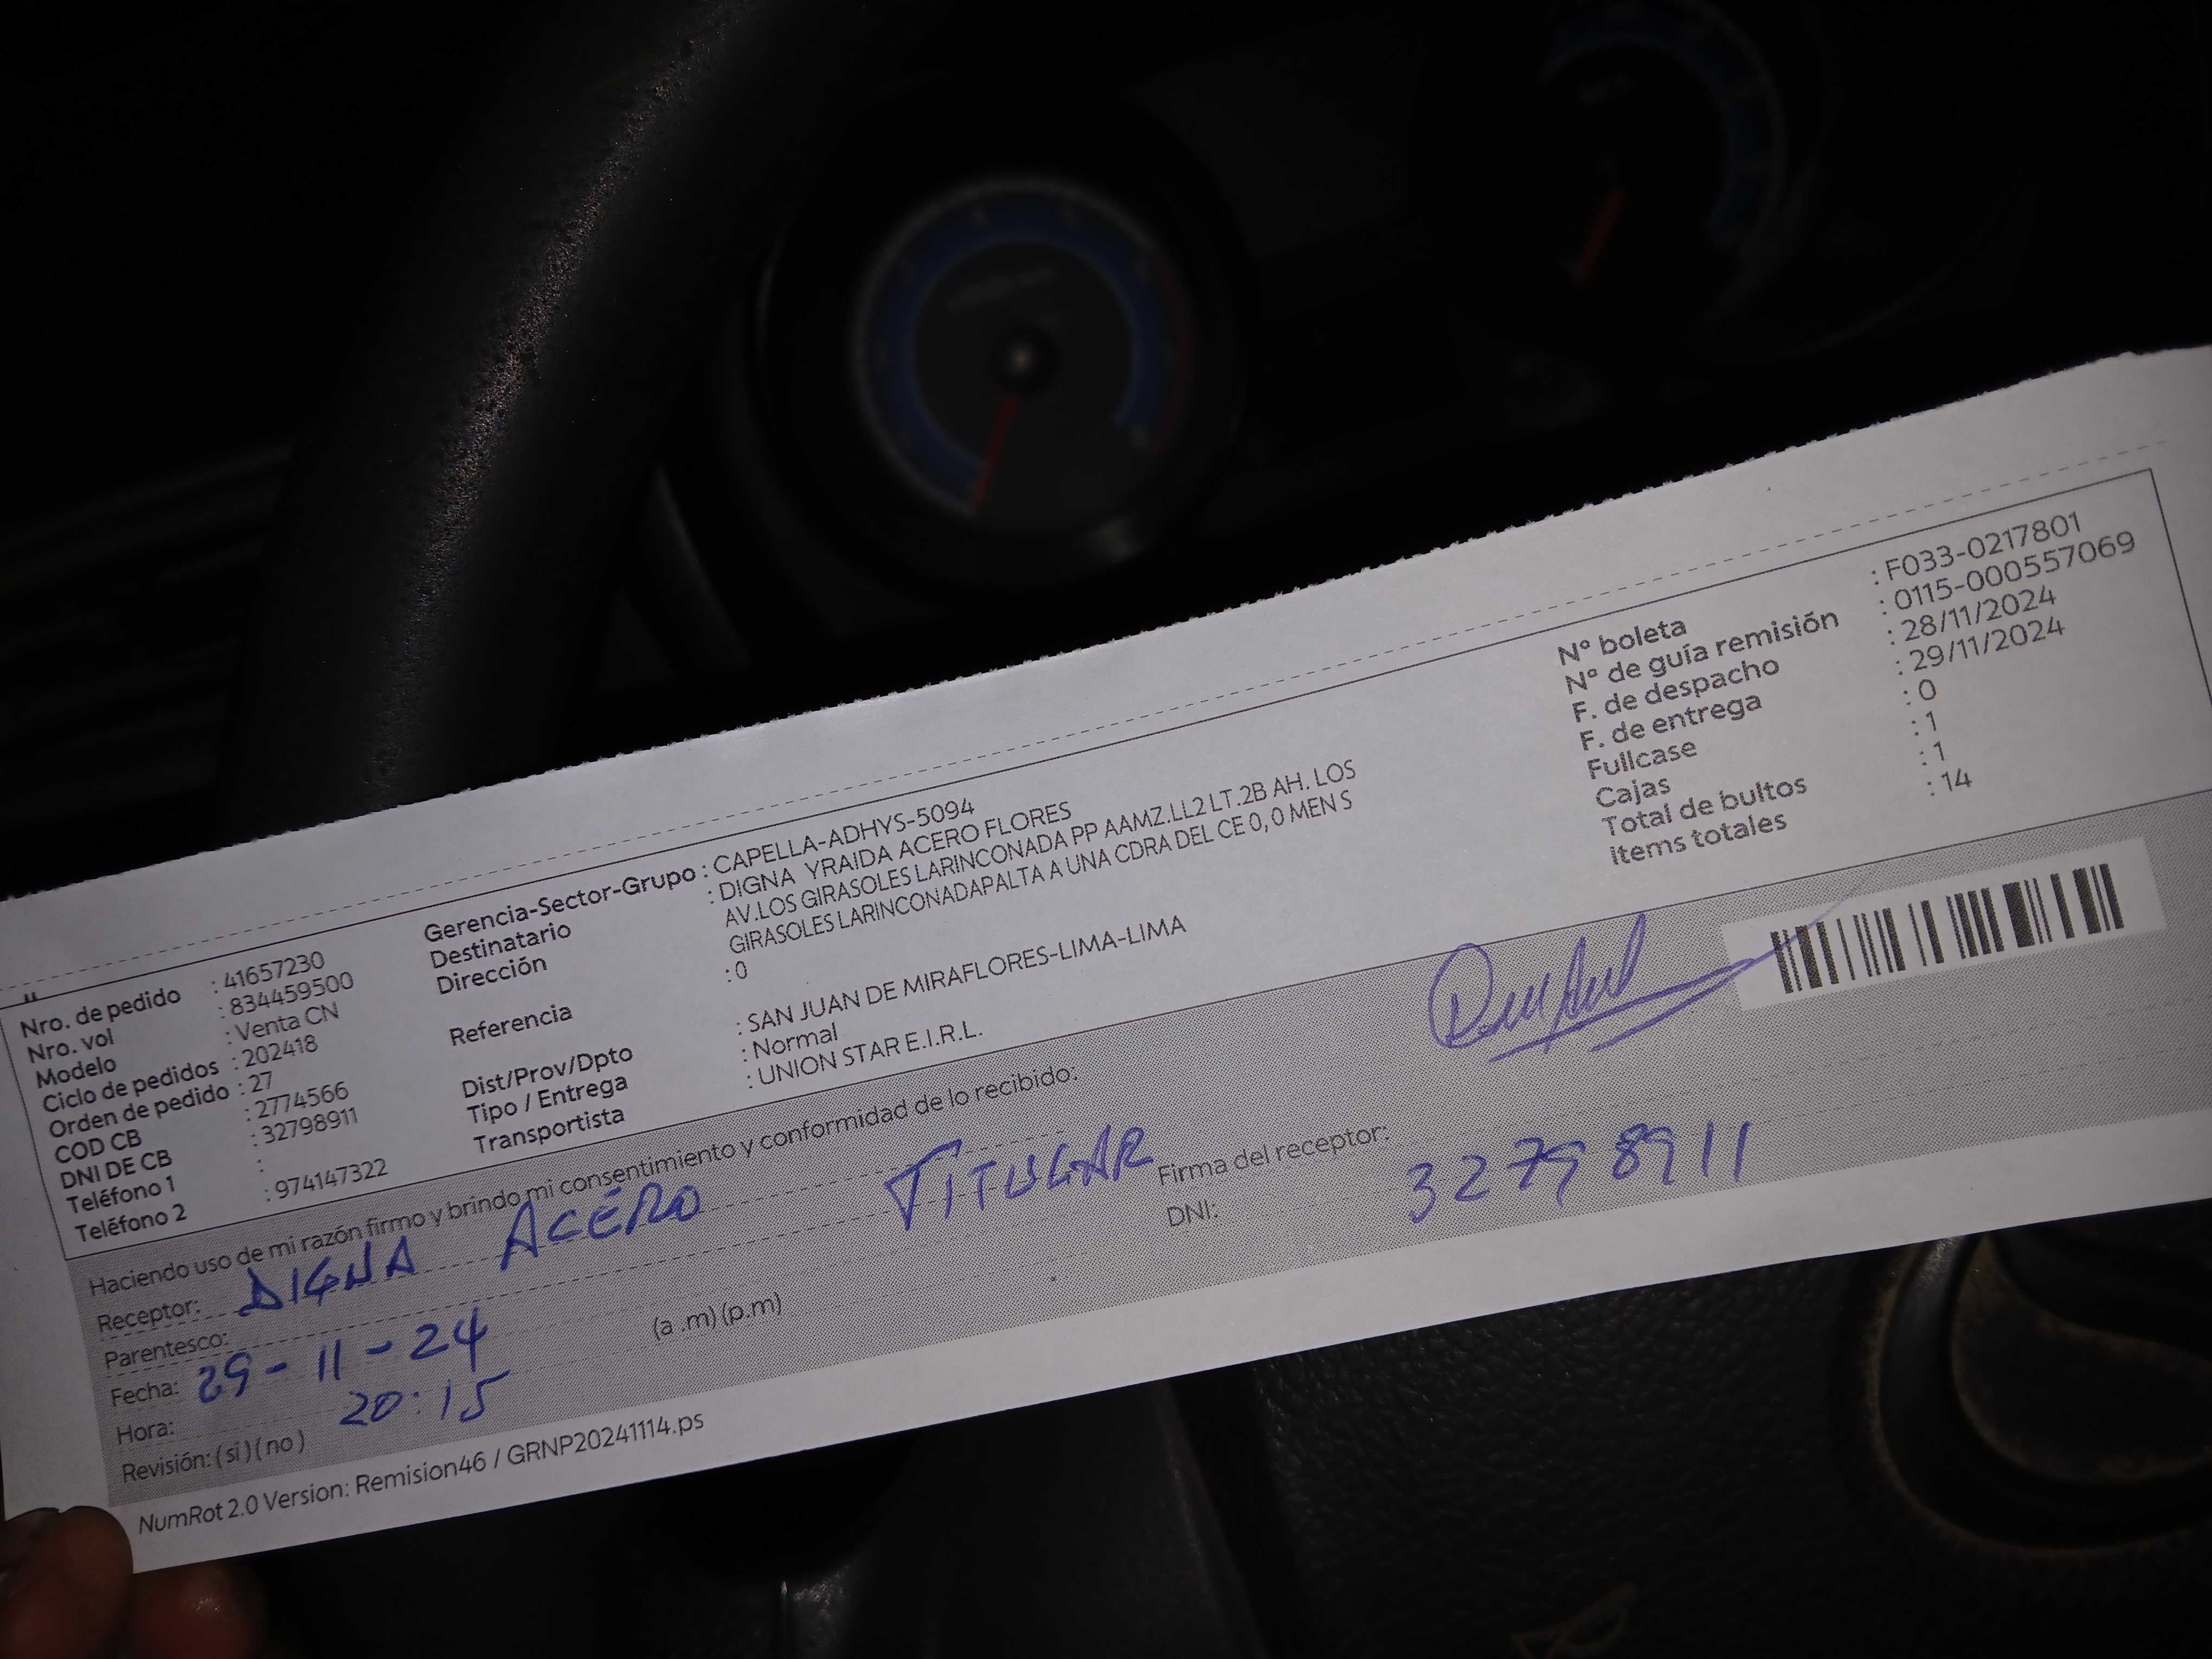 Nro. de pedido : 41657230
Nro. vol : 834459500
Modelo : Venta CN
Ciclo de pedidos : 202418
Orden de pedido : 27
COD CB : 2774566
DNI DE CB : 32798911
Teléfono 1 :
Teléfono 2 : 974147322
Gerencia-Sector-Grupo : CAPELLA-ADHYS-5094
Destinatario : DIGNA YRAIDA ACERO FLORES
Dirección AV.LOS GIRASOLES LARINCONADA PP AAMZ.LL2 LT.2B AH. LOS
GIRASOLES LARINCONADAPALTA A UNA CDRA DEL CE 0, 0 MEN S
Referencia : 0
Dist/Prov/Dpto : SAN JUAN DE MIRAFLORES-LIMA-LIMA
Tipo / Entrega : Normal
Transportista : UNION STAR E.I.R.L.
N° boleta : F033-0217801
N° de guía remisión : 0115-000557069
F. de despacho : 28/11/2024
F. de entrega : 29/11/2024
Fullcase : 0
Cajas : 1
Total de bultos : 1
items totales : 14
Haciendo uso de mi razón firmo y brindo mi consentimiento y conformidad de lo recibido:
Receptor: DIGNA ACERO TITULAR
Parentesco:
Fecha: 29-11-24
Hora: 20:15 (a .m) (p.m)
Revisión: ( si ) ( no )
Firma del receptor:
DNI: 32798911
NumRot 2.0 Version: Remision46 / GRNP20241114.ps